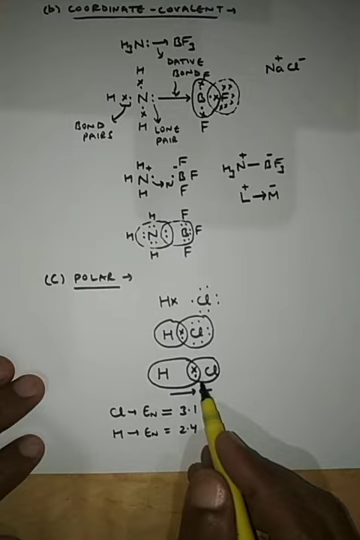 (b) COORDINATE-COVALENT →
H₃N: → BF₃
DATIVE
BOND
Na⁺Cl⁻
H F
H N → B F
H F
BOND
PAIRS
LONE
PAIR
H⁺ F
H N: → N B⁻ F
H F
H₃N⁺ — B⁻F₃
L⁺ → M⁻
H F
H N : B F
H F
(C) POLAR →
H× ·Cl:
H × Cl
H × Cl
Cl → EN = 3.1
H → EN = 2.4